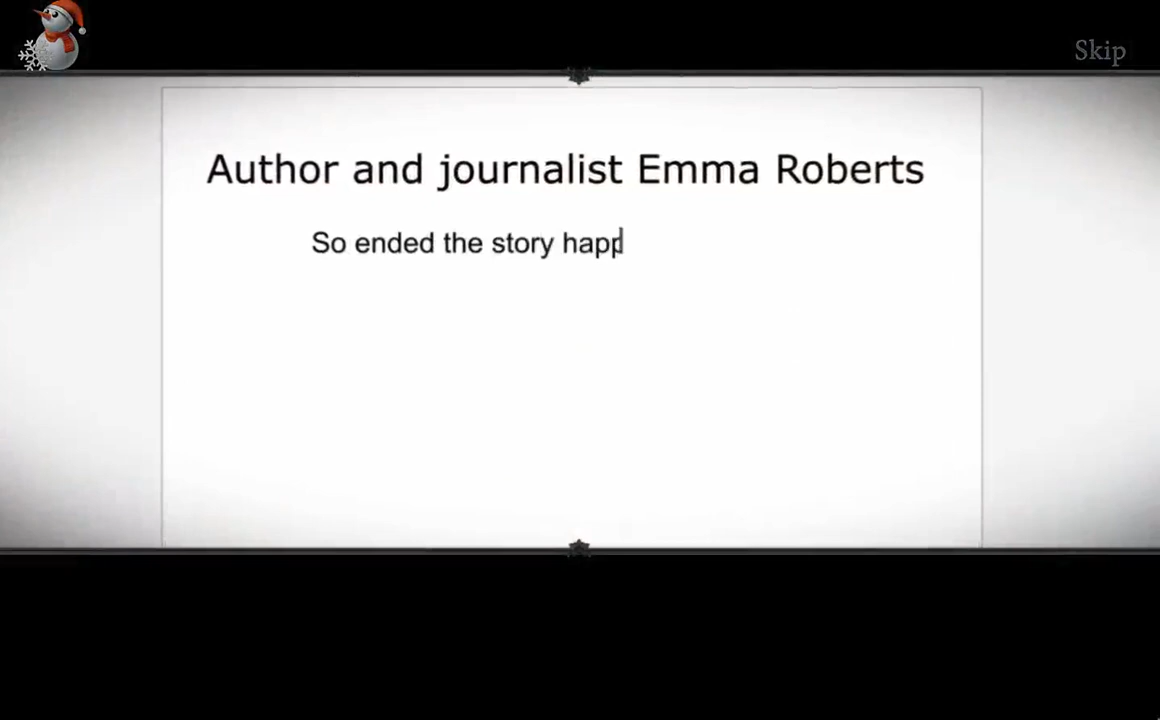 Skip
Author and journalist Emma Roberts
So ended the story happ